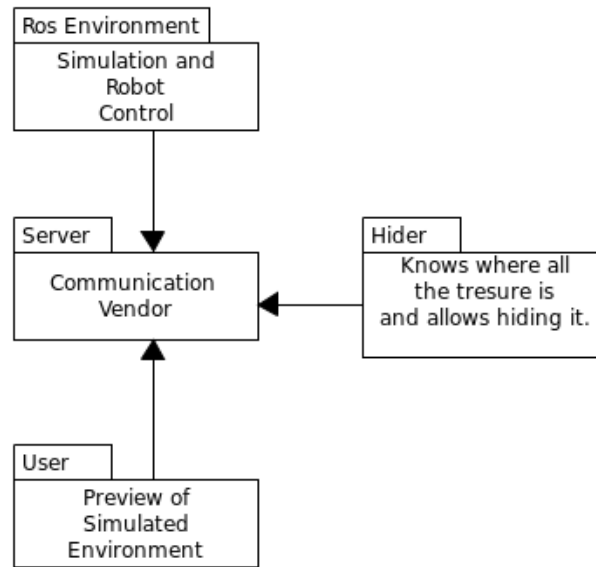 Ros Environment
Simulation and
Robot
Control
Server
Communication
Vendor
Hider
Knows where all
the tresure is
and allows hiding it.
User
Preview of
Simulated
Environment